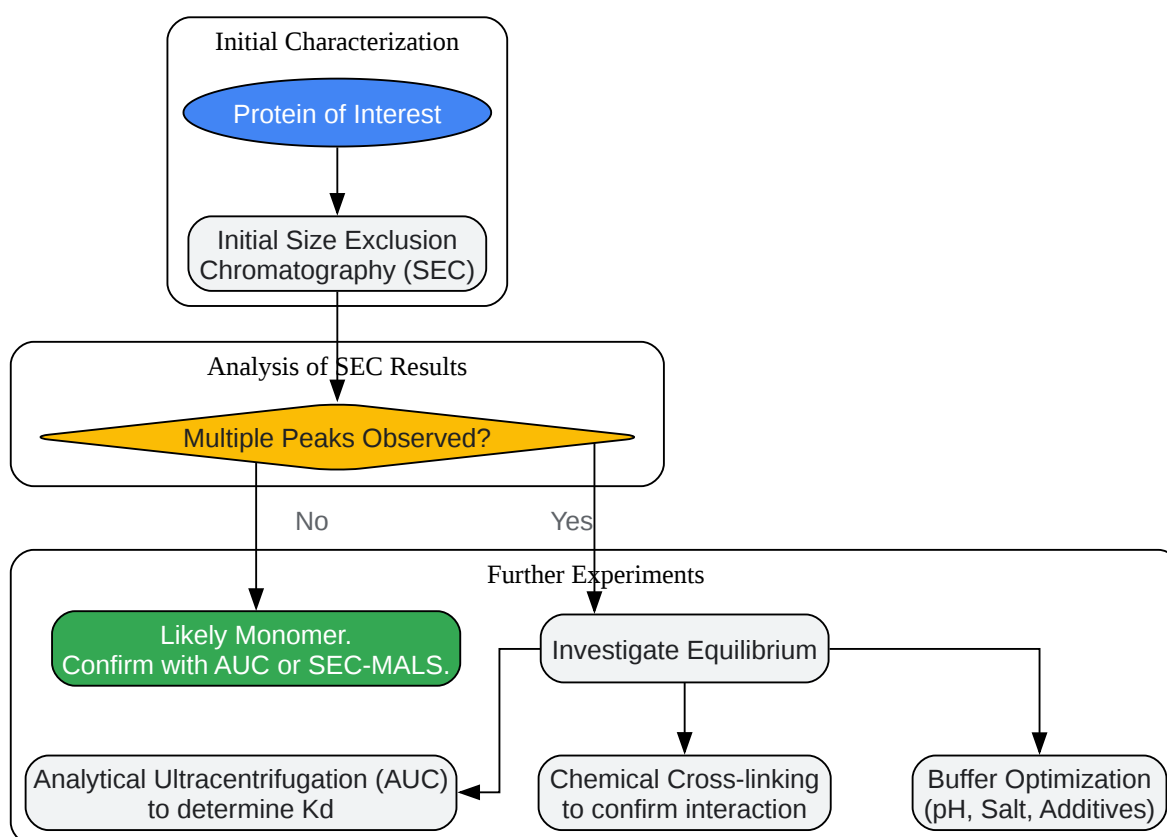 Initial Characterization
Protein of Interest
Initial Size Exclusion
Chromatography (SEC)
Analysis of SEC Results
Multiple Peaks Observed?
No
Yes
Further Experiments
Likely Monomer.
Confirm with AUC or SEC-MALS.
Investigate Equilibrium
Analytical Ultracentrifugation (AUC)
to determine Kd
Chemical Cross-linking
to confirm interaction
Buffer Optimization
(pH, Salt, Additives)